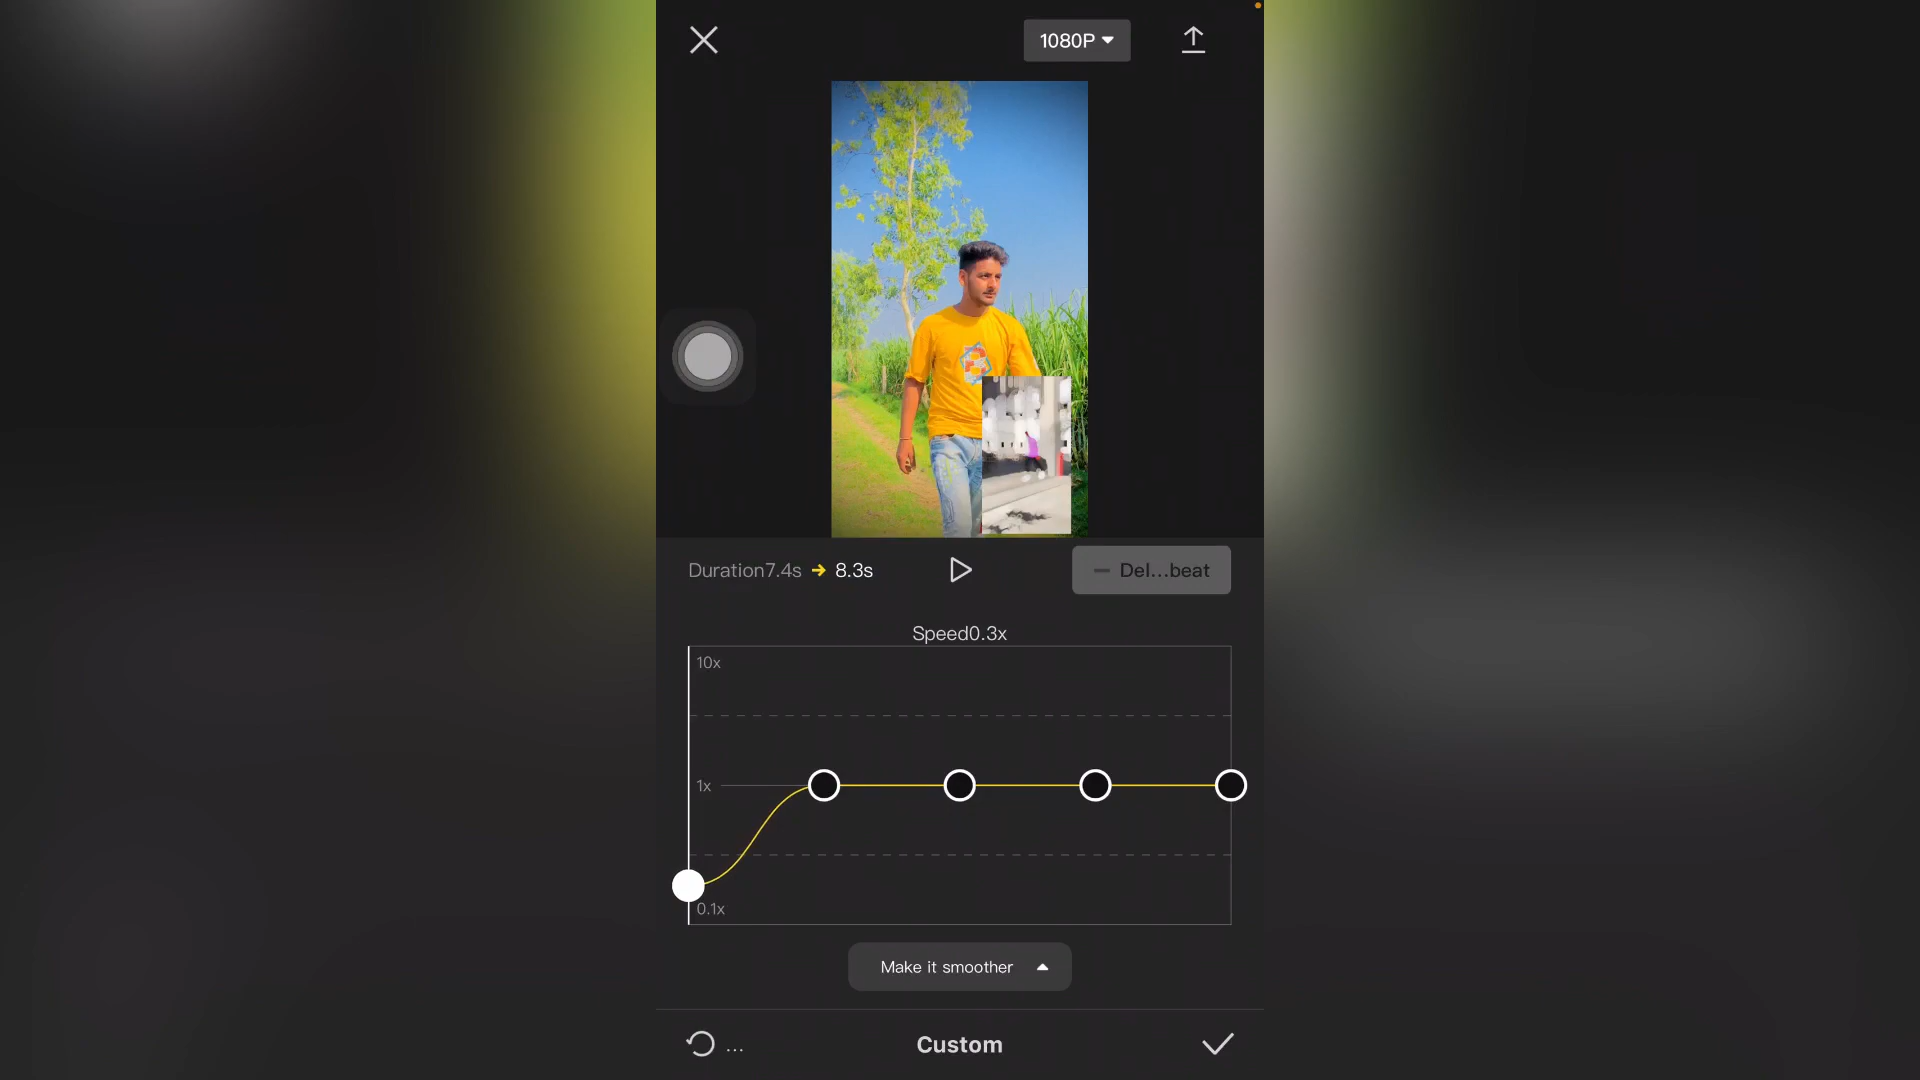 1080P
Duration7.4s → 8.3s
Del...beat
Speed0.3x
10x
1x
0.1x
Make it smoother
...
Custom